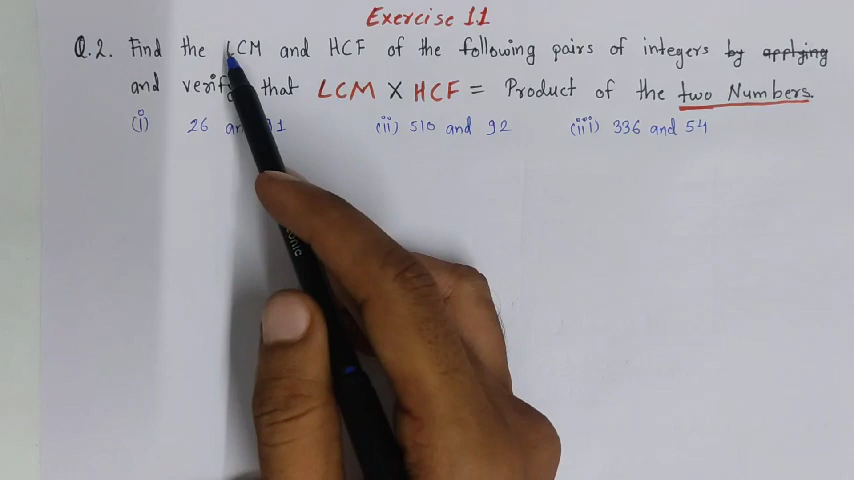 Exercise 1.1
Q.2. Find the LCM and HCF of the following pairs of integers by applying
and verify that LCM X HCF = Product of the two Numbers.
(i) 26 (ii) 510 and 92 (iii) 336 and 54